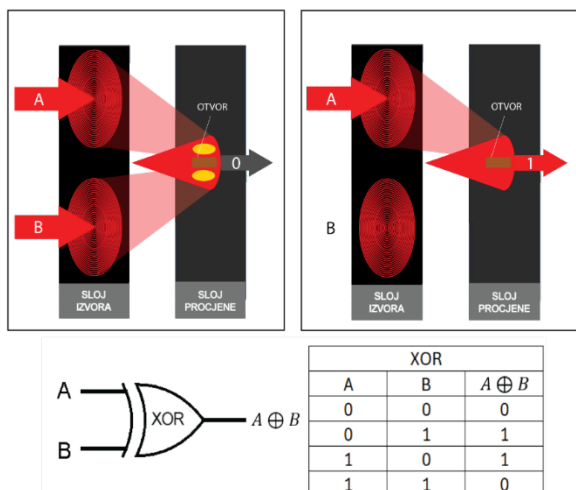 A
OTVOR
0
B
SLOJ
IZVORA
SLOJ
PROCJENE
A
OTVOR
1
B
SLOJ
IZVORA
SLOJ
PROCJENE
A
B
XOR
A ⊕ B
XOR
A B A ⊕ B
0 0 0
0 1 1
1 0 1
1 1 0